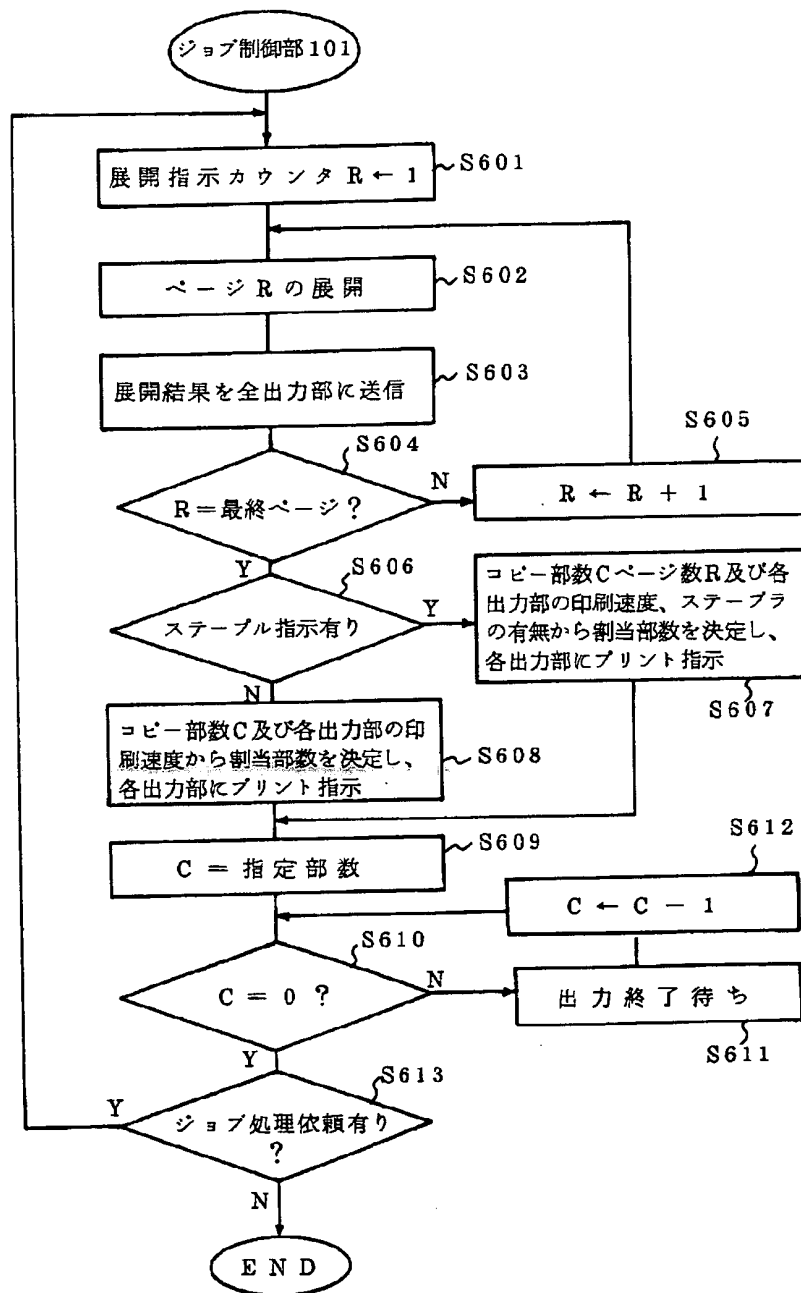 ジョブ制御部101
展開指示カウンタR←1
S601
ページRの展開
S602
展開結果を全出力部に送信
S603
S604
R=最終ページ?
N
S605
R←R+1
Y
S606
ステープル指示有り
Y
コピー部数Cページ数R及び各
出力部の印刷速度、ステープラ
の有無から割当部数を決定し、
各出力部にプリント指示
S607
N
コピー部数C及び各出力部の印
刷速度から割当部数を決定し、
各出力部にプリント指示
S608
C=指定部数
S609
S612
C←C-1
S610
C=0?
N
出力終了待ち
S611
Y
S613
Y
ジョブ処理依頼有り
?
N
END